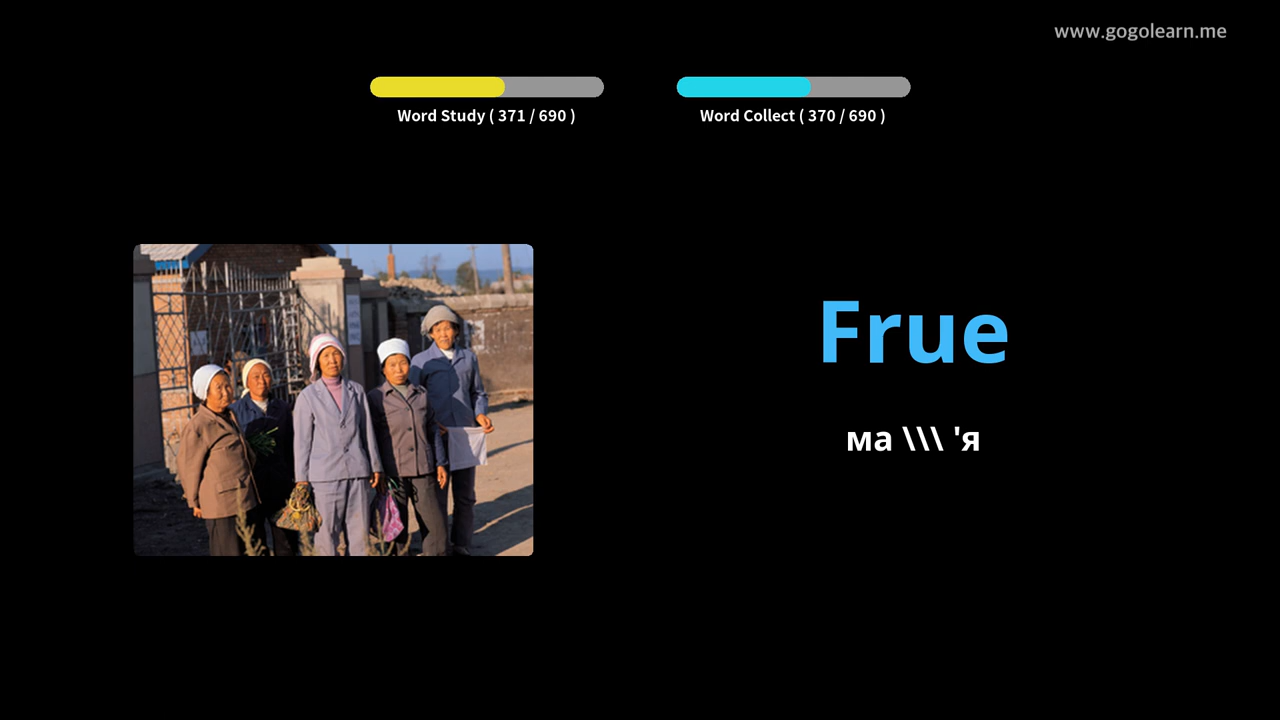 www.gogolearn.me
Word Study ( 371 / 690 )
Word Collect ( 370 / 690 )
Frue
ма \\\ 'я